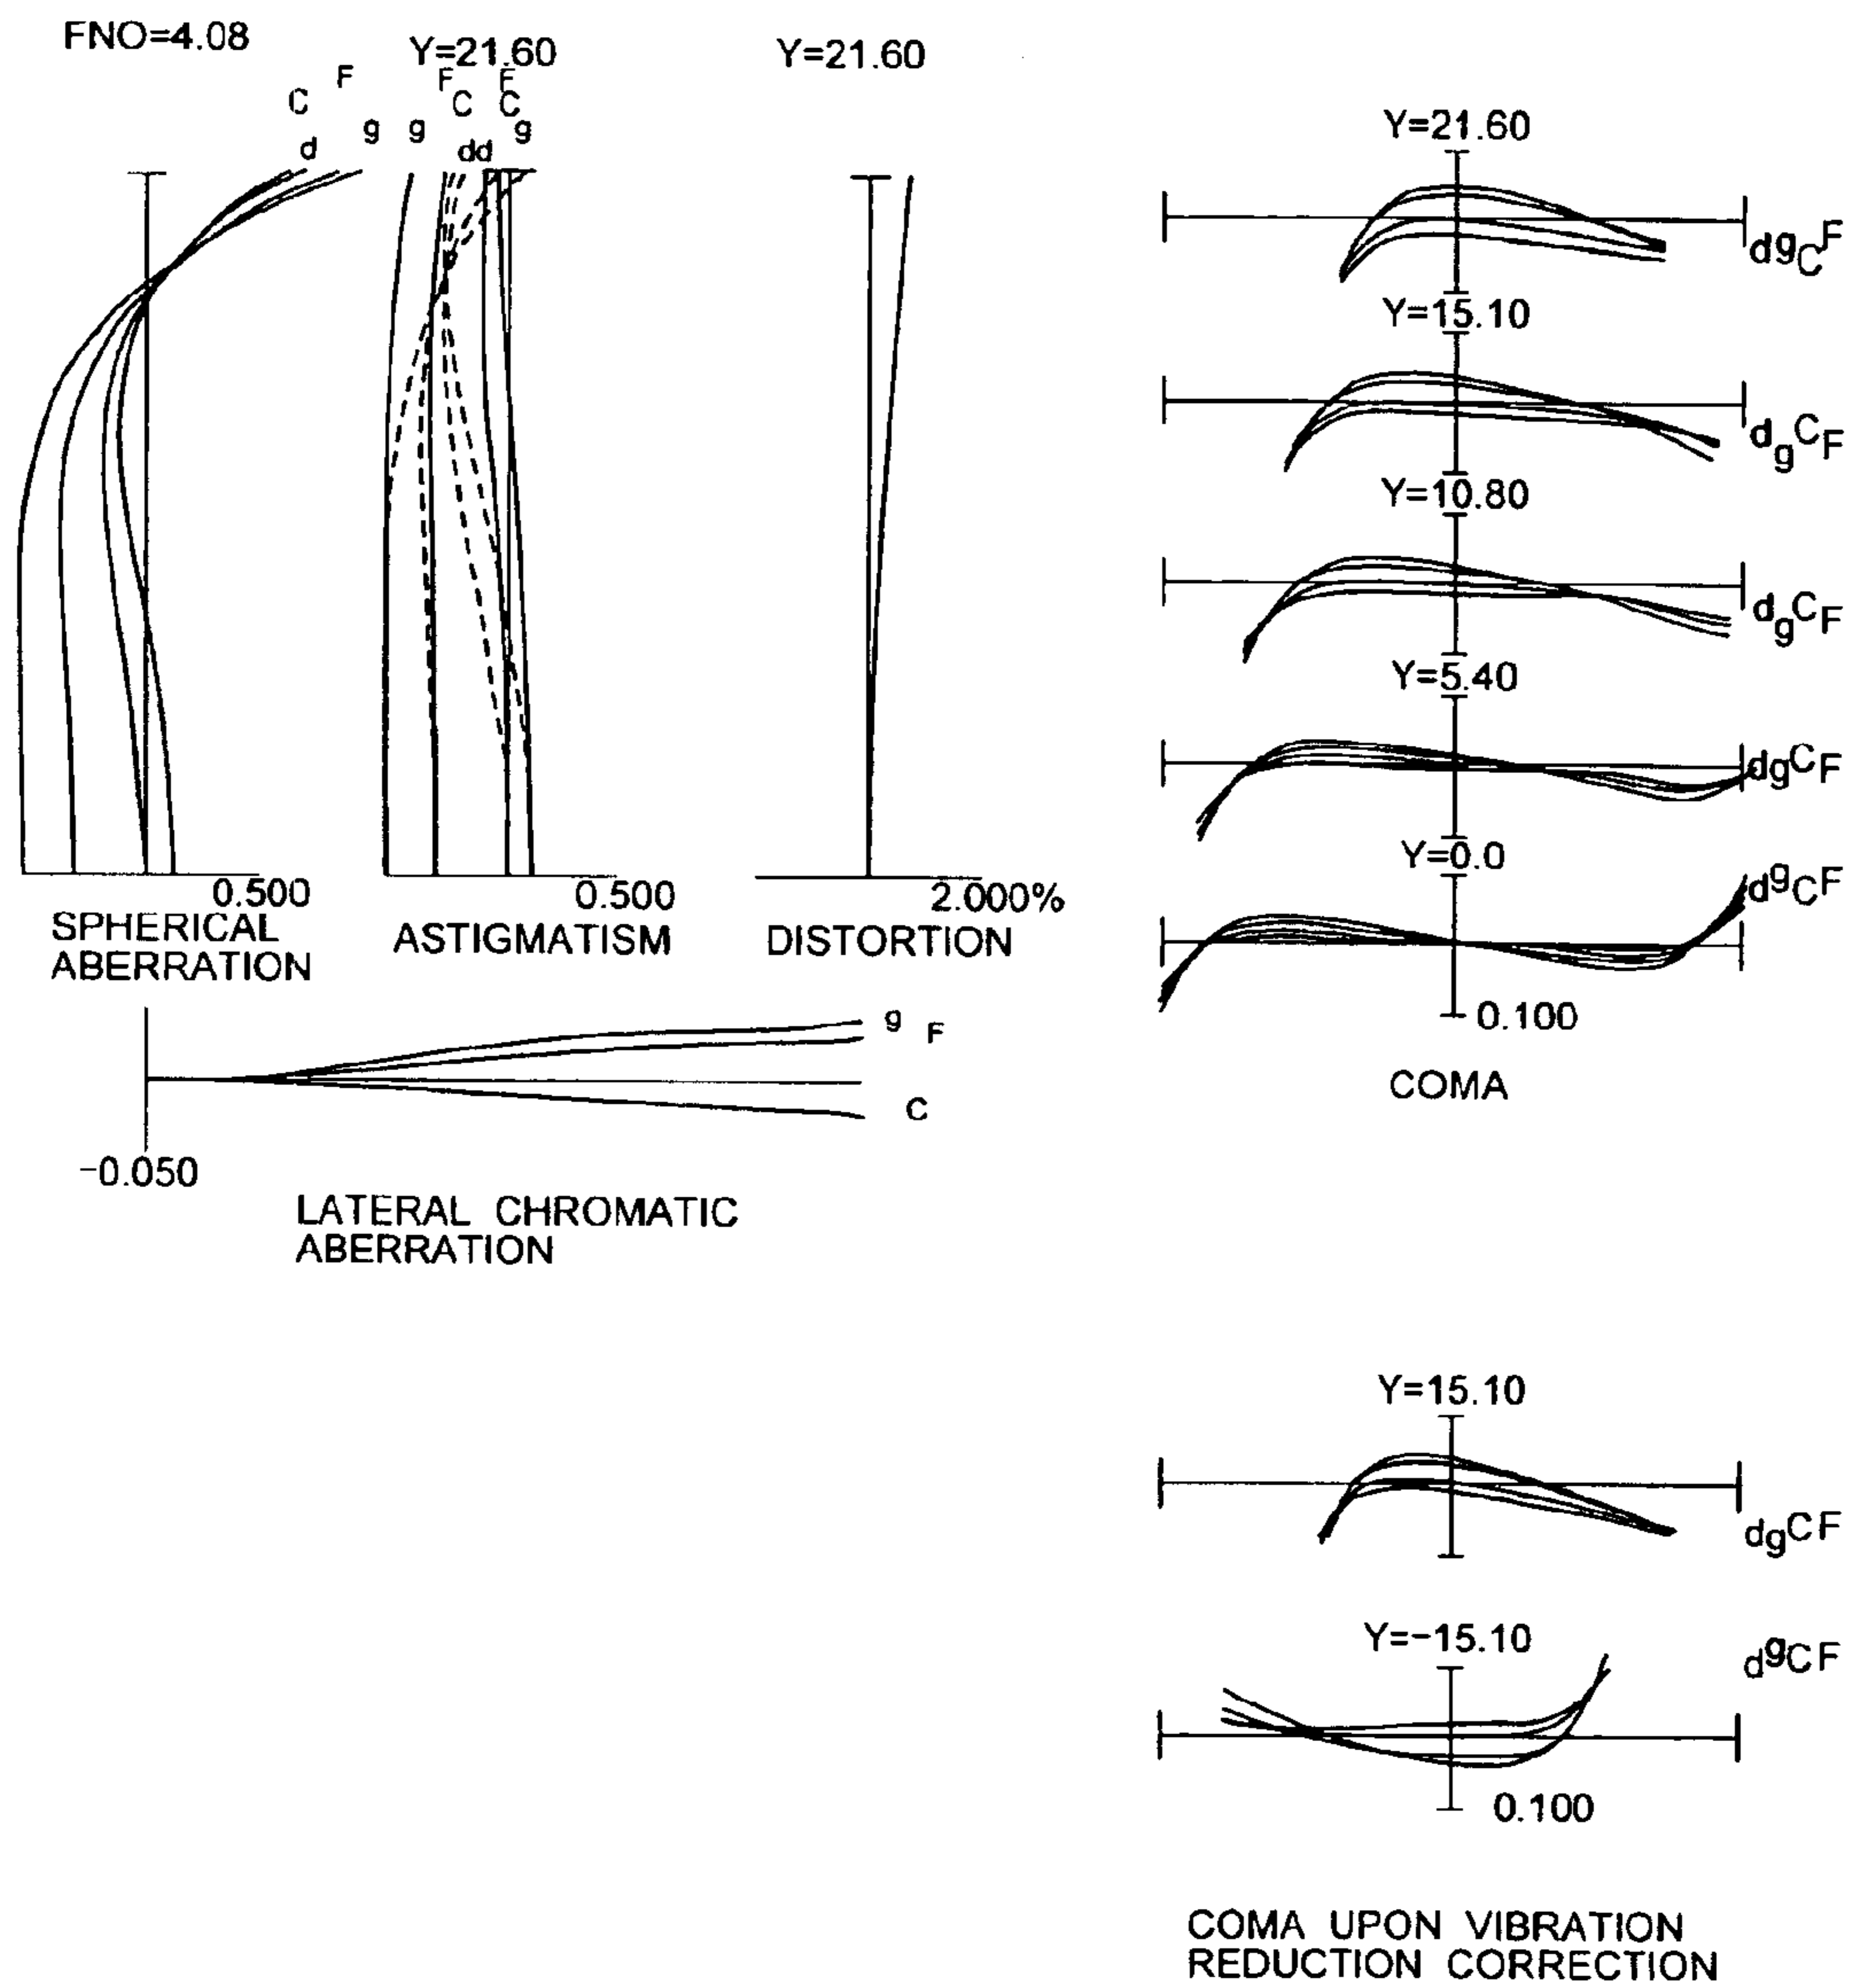 FNO=4.08
C F
d g
0.500
SPHERICAL
ABERRATION
Y=21.60
F F
C C
g dd g
0.500
ASTIGMATISM
Y=21.60
2.000%
DISTORTION
g F
C
-0.050
LATERAL CHROMATIC
ABERRATION
Y=21.60
dgCF
Y=15.10
dgCF
Y=10.80
dgCF
Y=5.40
dgCF
Y=0.0
dgCF
0.100
COMA
Y=15.10
dgCF
Y=-15.10
dgCF
0.100
COMA UPON VIBRATION
REDUCTION CORRECTION